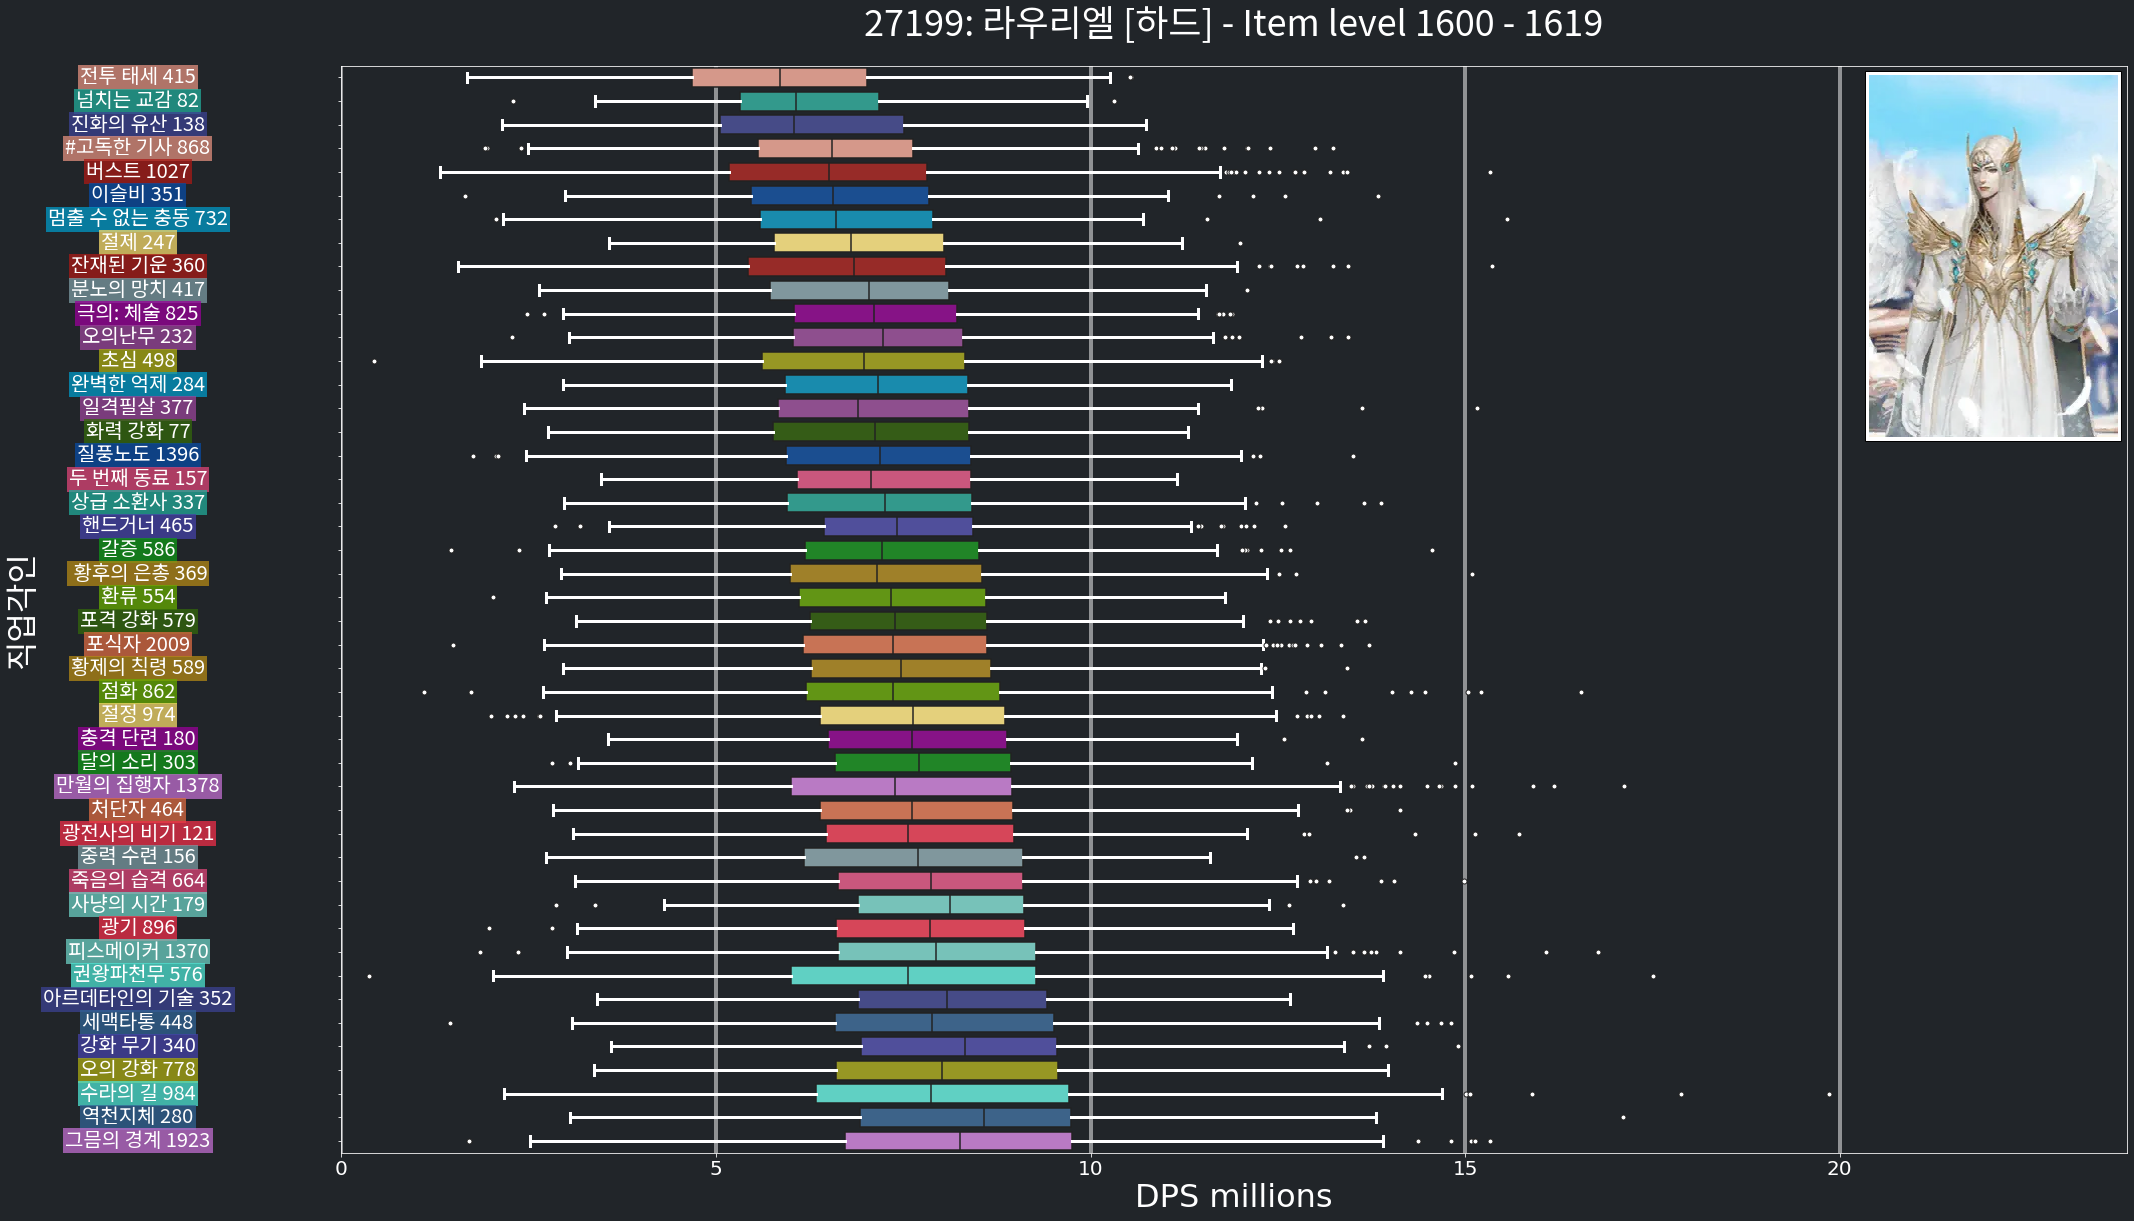 27199: 라우리엘 [하드] - Item level 1600 - 1619
전투 태세 415
넘치는 교감 82
진화의 유산 138
#고독한 기사 868
버스트 1027
이슬비 351
멈출 수 없는 충동 732
절제 247
잔재된 기운 360
분노의 망치 417
극의: 체술 825
오의난무 232
초심 498
완벽한 억제 284
일격필살 377
화력 강화 77
질풍노도 1396
두 번째 동료 157
상급 소환사 337
핸드거너 465
갈증 586
황후의 은총 369
환류 554
포격 강화 579
포식자 2009
황제의 칙령 589
점화 862
절정 974
충격 단련 180
달의 소리 303
만월의 집행자 1378
처단자 464
광전사의 비기 121
중력 수련 156
죽음의 습격 664
사냥의 시간 179
광기 896
피스메이커 1370
권왕파천무 576
아르데타인의 기술 352
세맥타통 448
강화 무기 340
오의 강화 778
수라의 길 984
역천지체 280
그믐의 경계 1923
직업각인
0 5 10 15 20
DPS millions